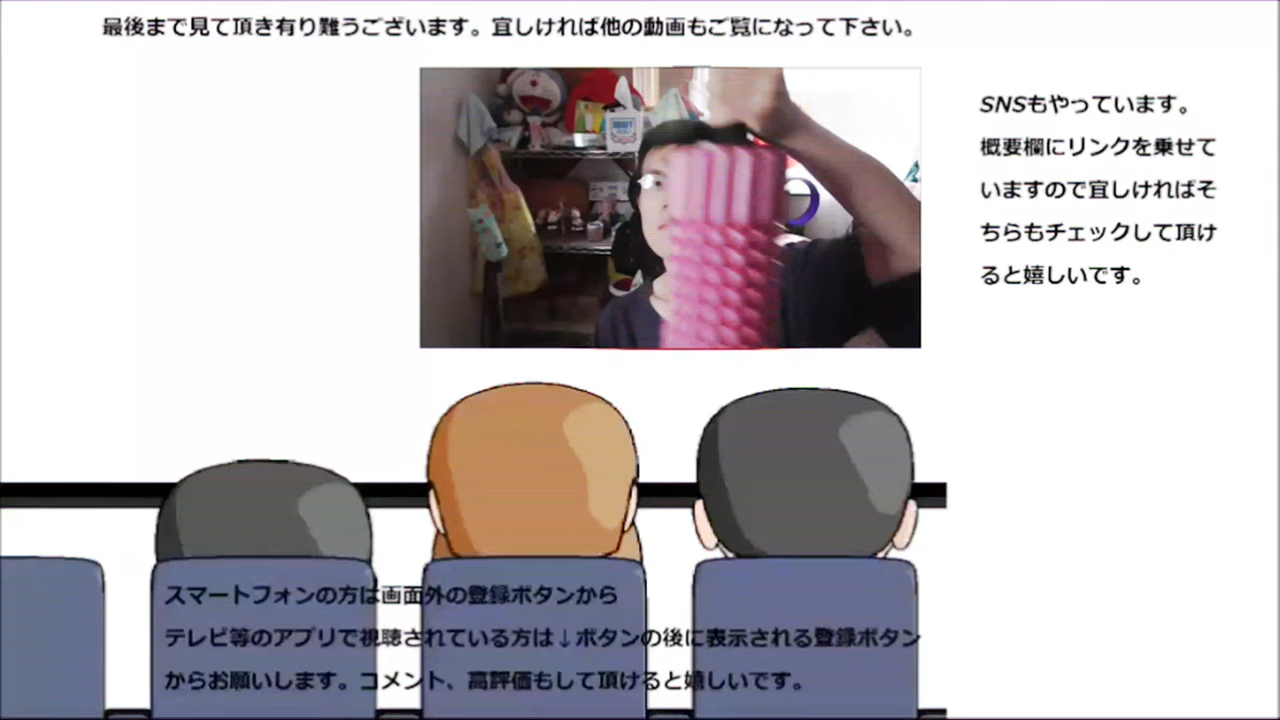 最後まで見て頂き有り難うございます。宜しければ他の動画もご覧になって下さい。
SNSもやっています。
概要欄にリンクを乗せて
いますので宜しければそ
ちらもチェックして頂け
ると嬉しいです。
スマートフォンの方は画面外の登録ボタンから
テレビ等のアプリで視聴されている方は↓ボタンの後に表示される登録ボタン
からお願いします。コメント、高評価もして頂けると嬉しいです。